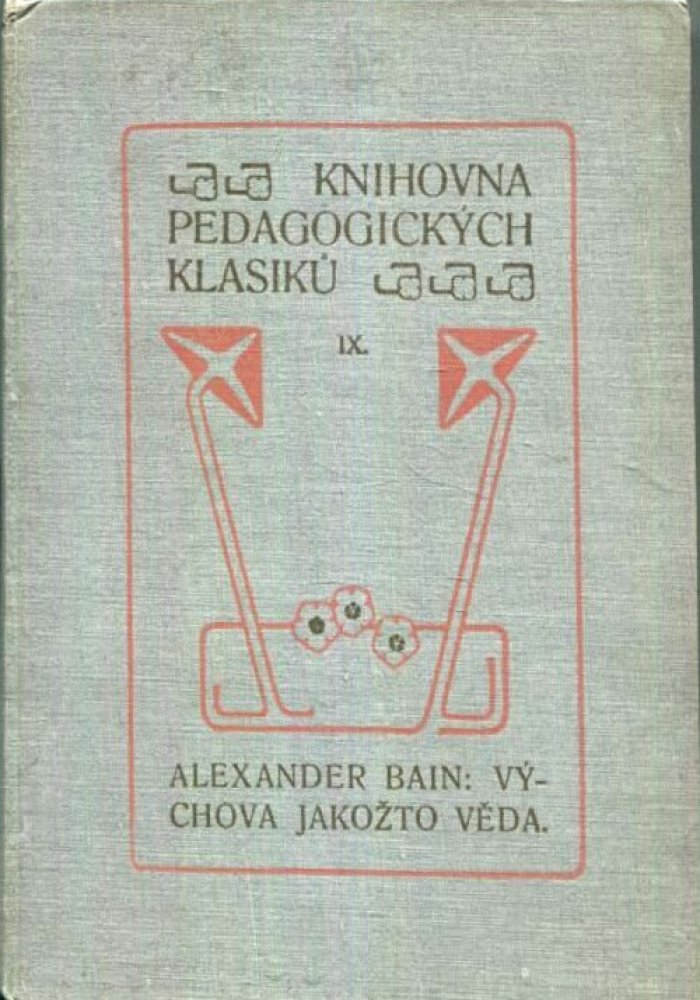 KNIHOVNA
PEDAGOGICKÝCH
KLASIKŮ
IX.
ALEXANDER BAIN: VÝ-
CHOVA JAKOŽTO VĚDA.